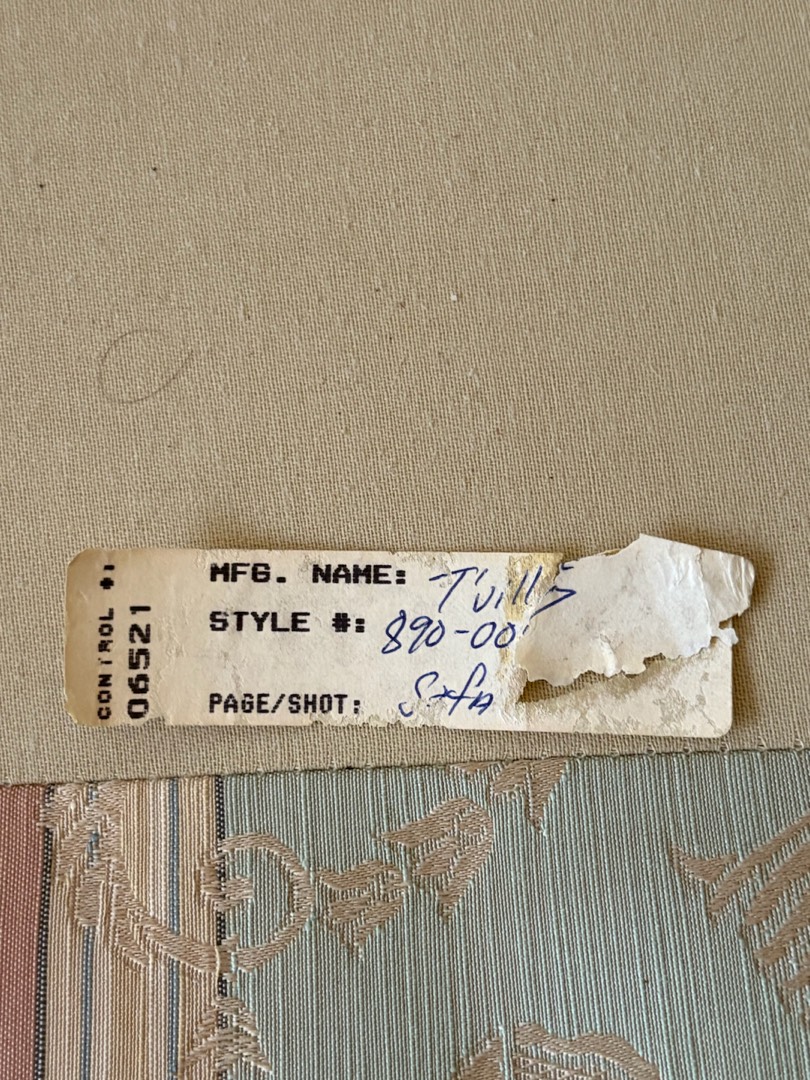 MFG. NAME:
STYLE #: 890-00
PAGE/SHOT: Sofa
CONTROL #:
06521